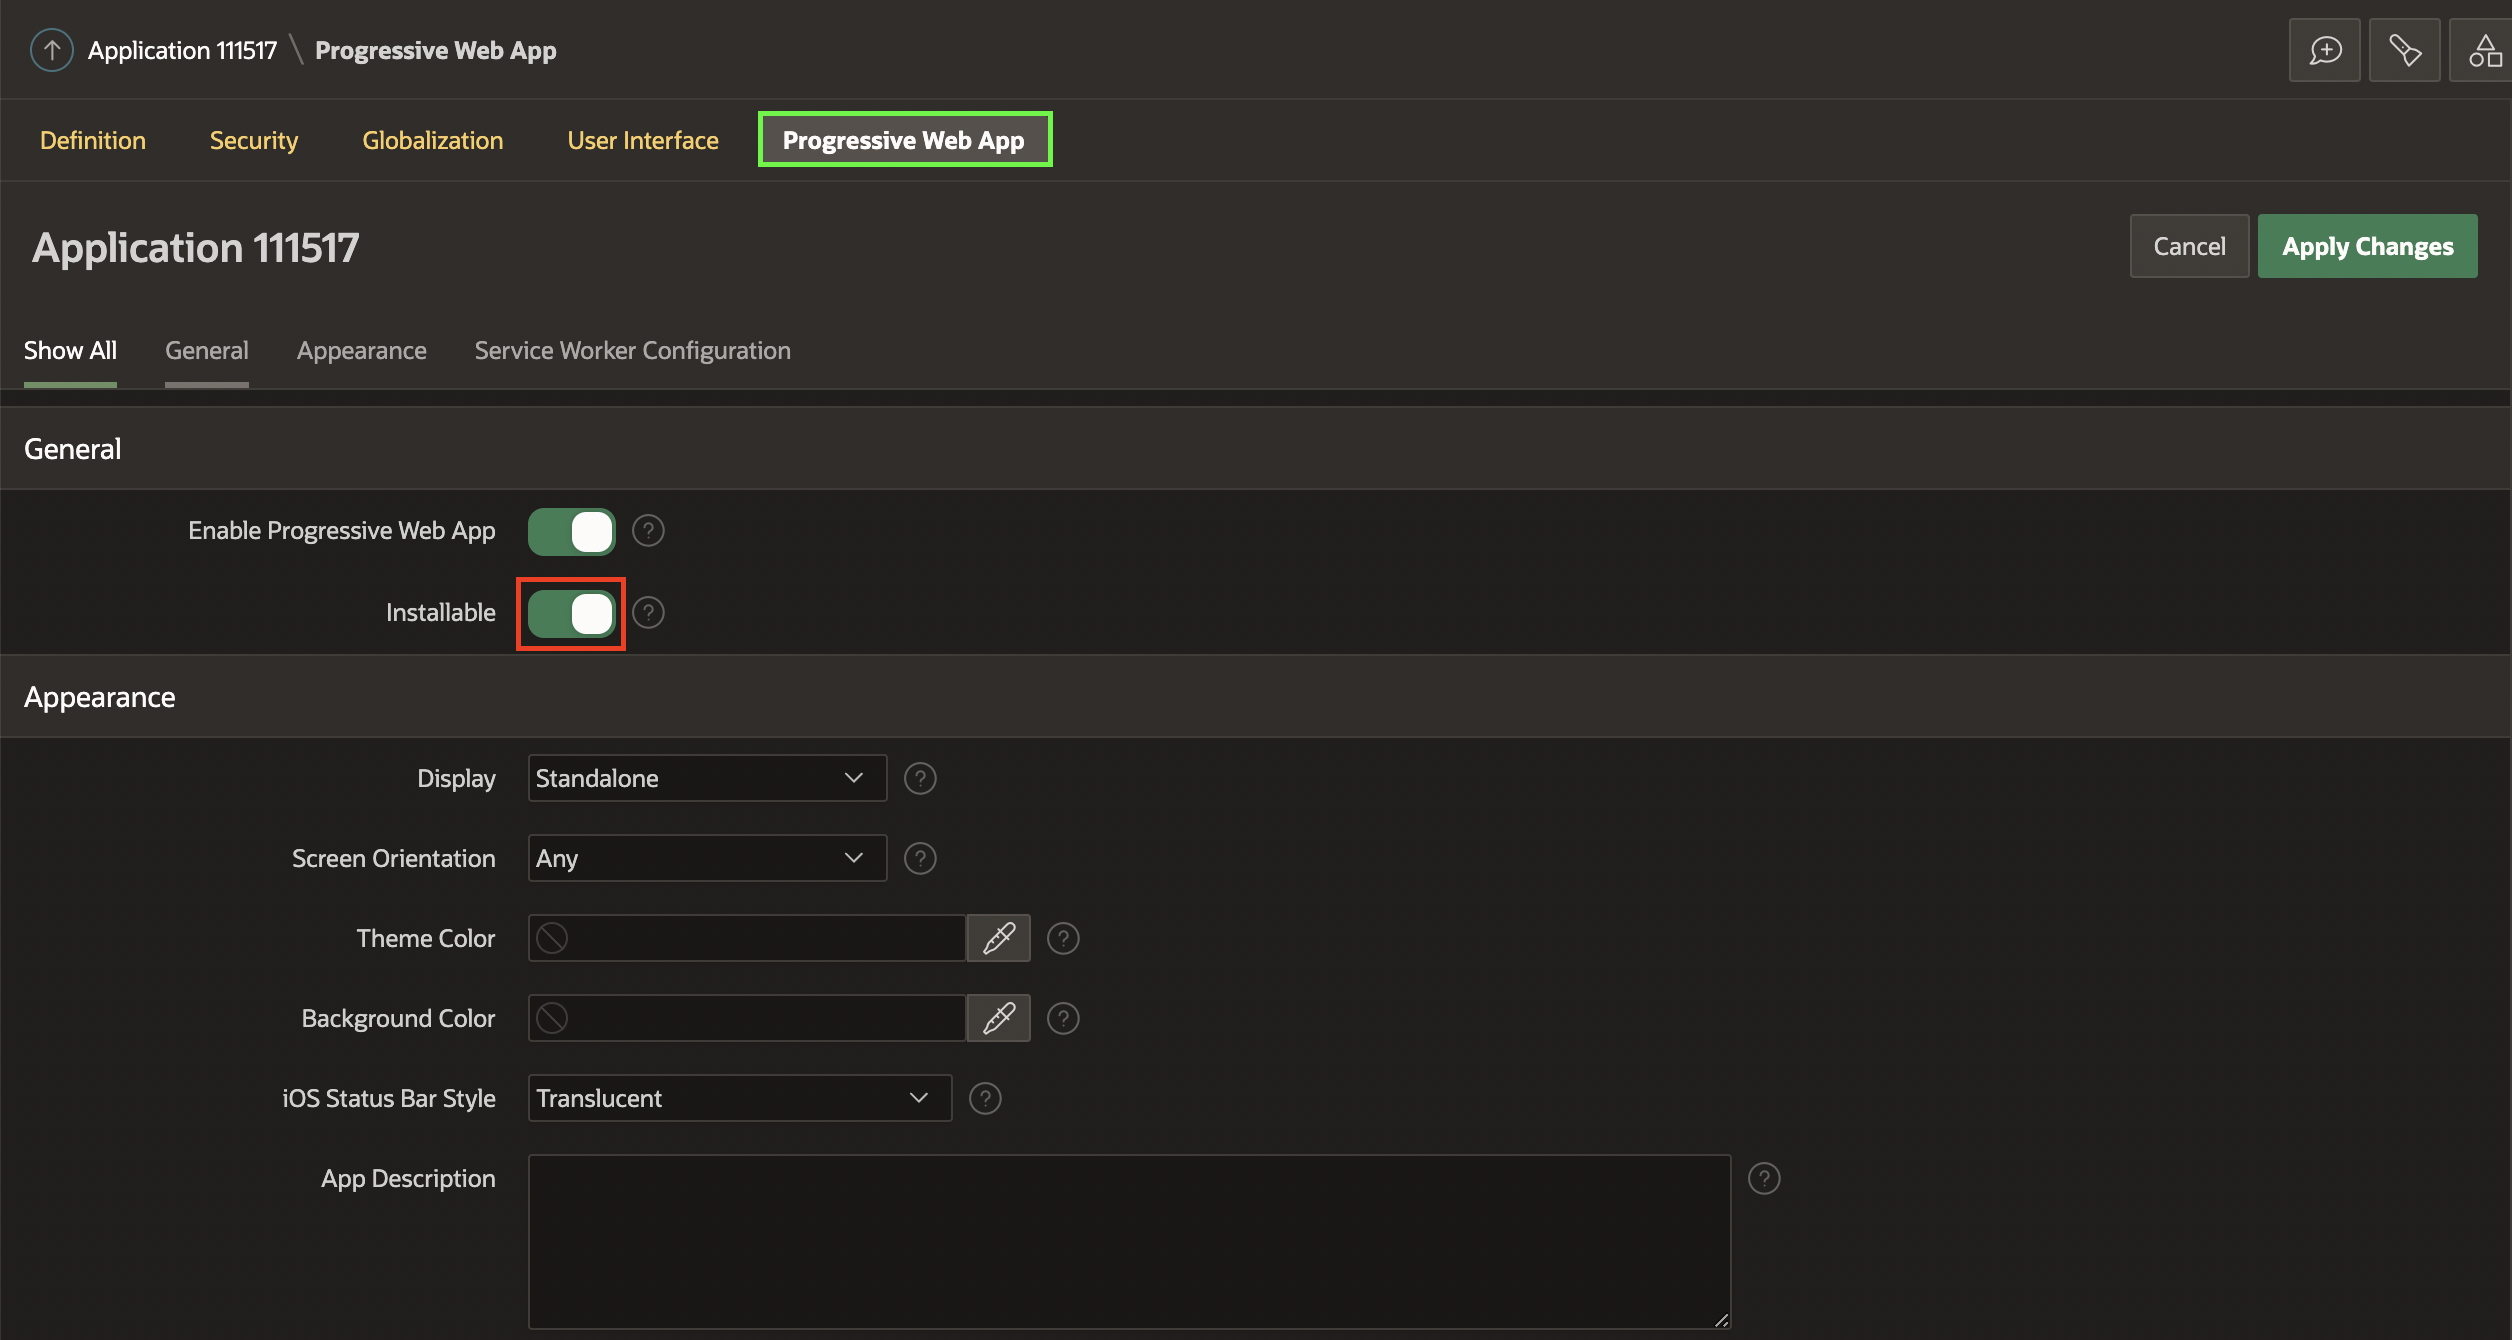 Application 111517 \ Progressive Web App
Definition Security Globalization User Interface Progressive Web App
Application 111517
Cancel Apply Changes
Show All General Appearance Service Worker Configuration
General
Enable Progressive Web App ?
Installable ?
Appearance
Display Standalone ?
Screen Orientation Any ?
Theme Color ?
Background Color ?
iOS Status Bar Style Translucent ?
App Description ?